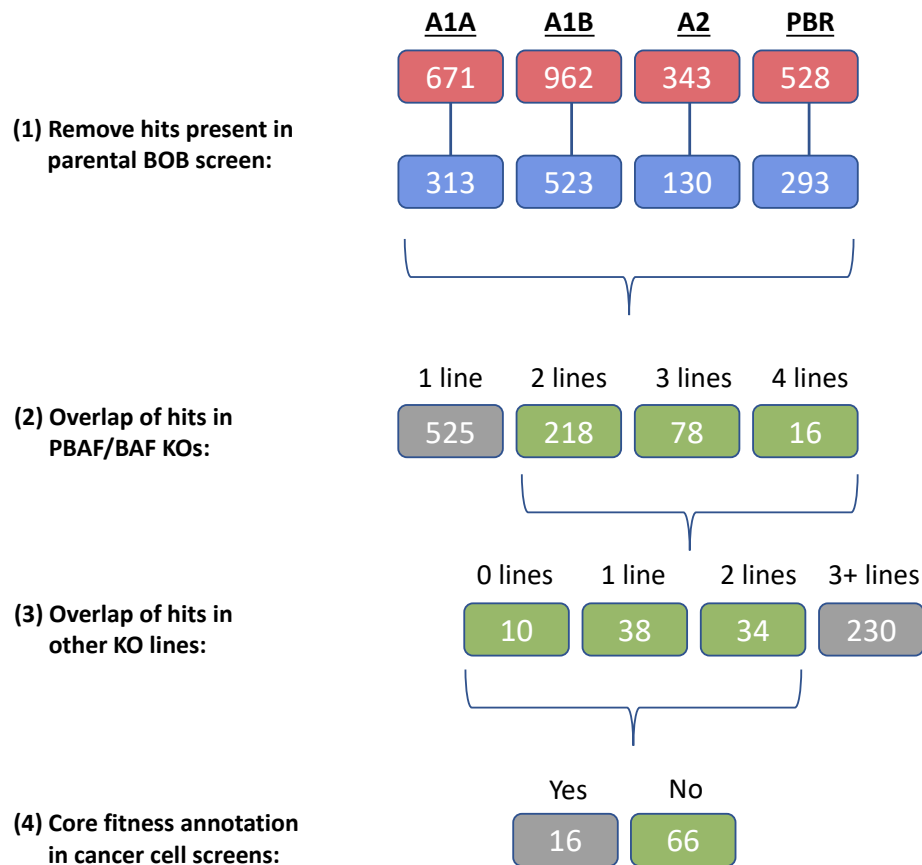 A1A A1B A2 PBR
671 962 343 528
(1) Remove hits present in
parental BOB screen:
313 523 130 293
1 line 2 lines 3 lines 4 lines
(2) Overlap of hits in
PBAF/BAF KOs:
525 218 78 16
0 lines 1 line 2 lines 3+ lines
(3) Overlap of hits in
other KO lines:
10 38 34 230
Yes No
(4) Core fitness annotation
in cancer cell screens:
16 66